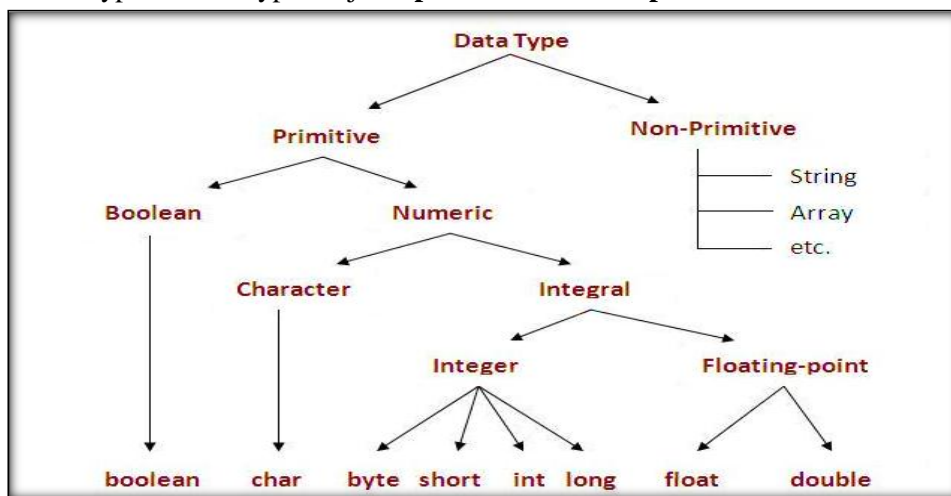 Data Type
Primitive Non-Primitive
String
Boolean Numeric Array
etc.
Character Integral
Integer Floating-point
boolean char byte short int long float double